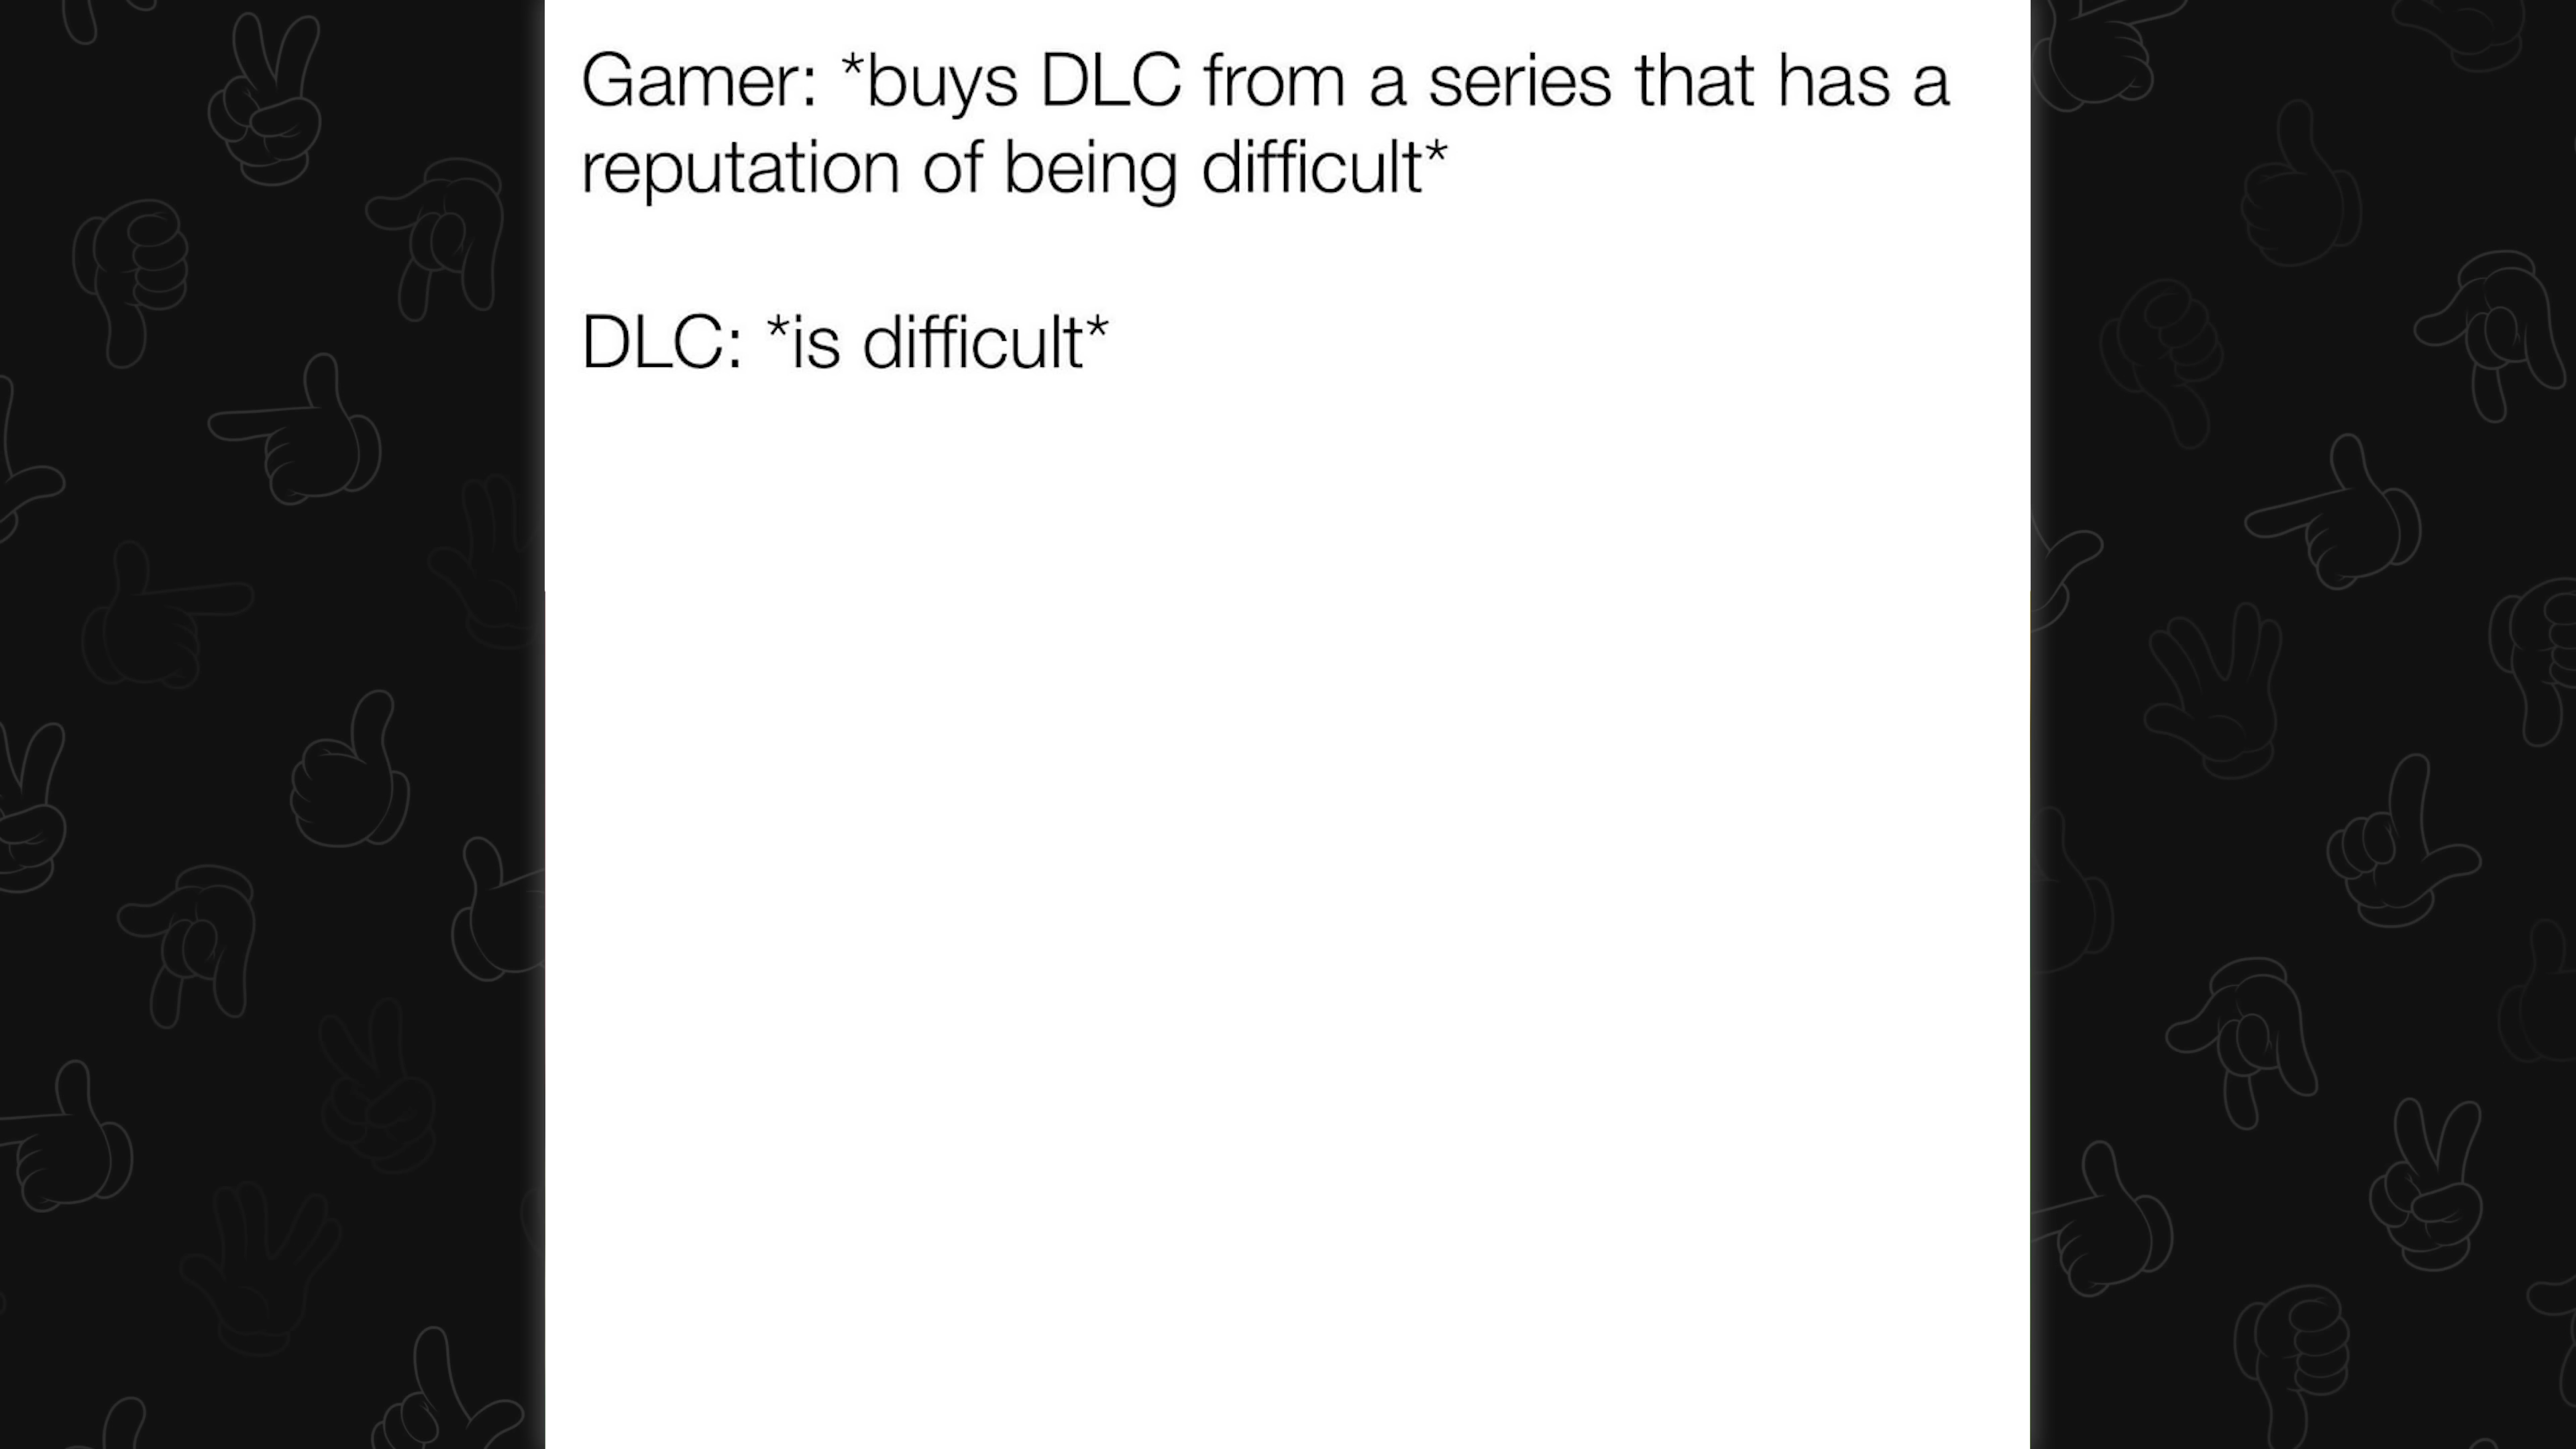 Gamer: *buys DLC from a series that has a
reputation of being difficult*
DLC: *is difficult*